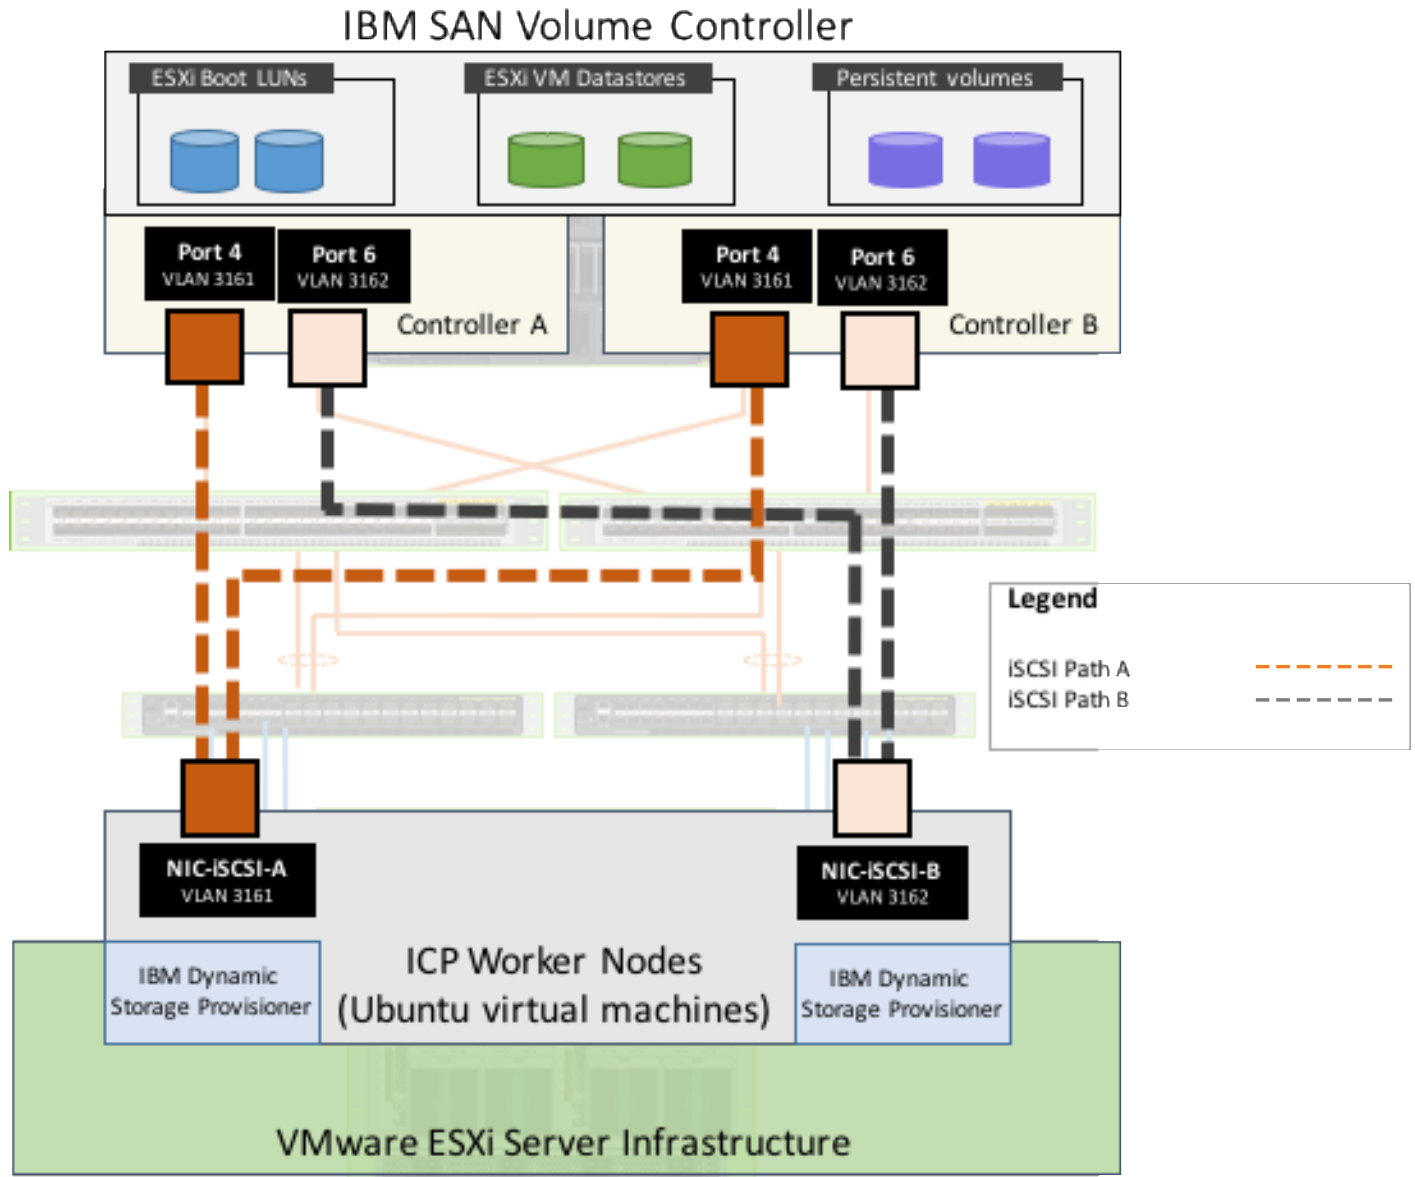 IBM SAN Volume Controller
ESXi Boot LUNs
ESXi VM Datastores
Persistent volumes
Port 4
VLAN 3161
Port 6
VLAN 3162
Controller A
Port 4
VLAN 3161
Port 6
VLAN 3162
Controller B
Legend
iSCSI Path A
iSCSI Path B
NIC-iSCSI-A
VLAN 3161
NIC-iSCSI-B
VLAN 3162
IBM Dynamic
Storage Provisioner
ICP Worker Nodes
(Ubuntu virtual machines)
IBM Dynamic
Storage Provisioner
VMware ESXi Server Infrastructure